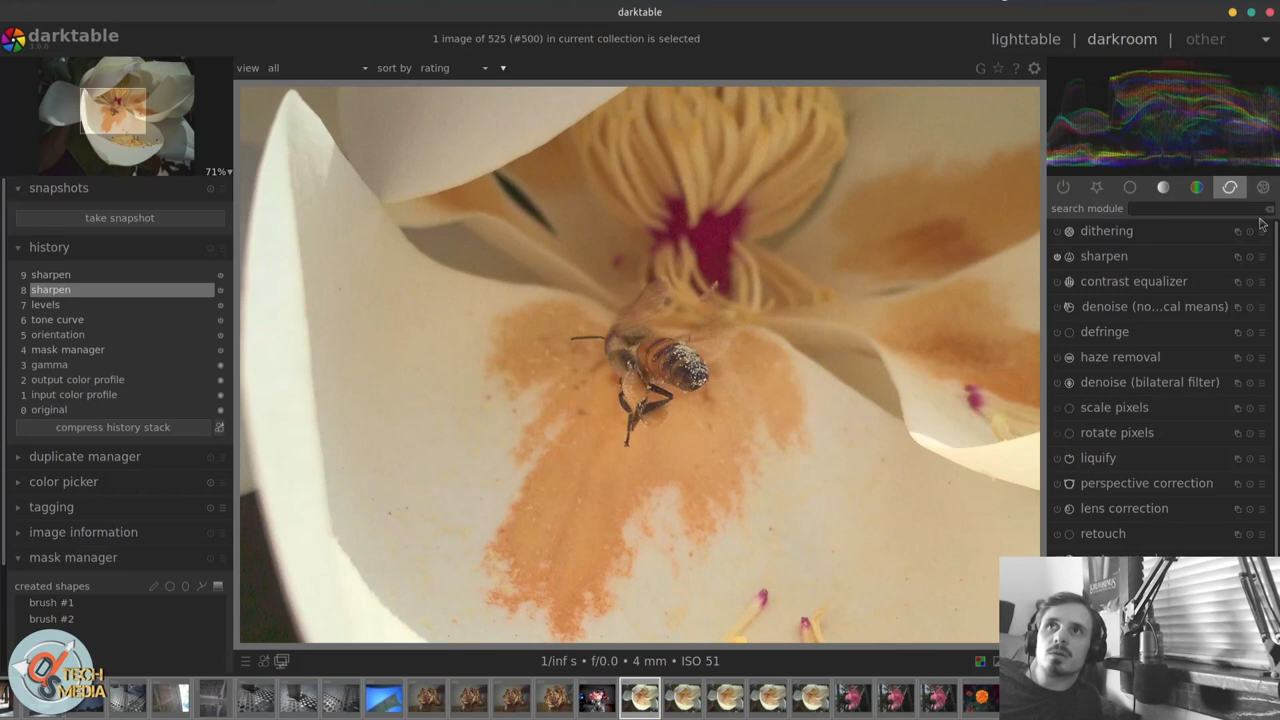 darktable
darktable
3.0.0
1 image of 525 (#500) in current collection is selected
lighttable | darkroom | other
view all
sort by rating
G ☆ ?
71%
snapshots
take snapshot
history
9 sharpen
8 sharpen
7 levels
6 tone curve
5 orientation
4 mask manager
3 gamma
2 output color profile
1 input color profile
0 original
compress history stack
duplicate manager
color picker
tagging
image information
mask manager
created shapes
brush #1
brush #2
TECH
MEDIA
1/inf s • f/0.0 • 4 mm • ISO 51
search module
dithering
sharpen
contrast equalizer
denoise (no...cal means)
defringe
haze removal
denoise (bilateral filter)
scale pixels
rotate pixels
liquify
perspective correction
lens correction
retouch